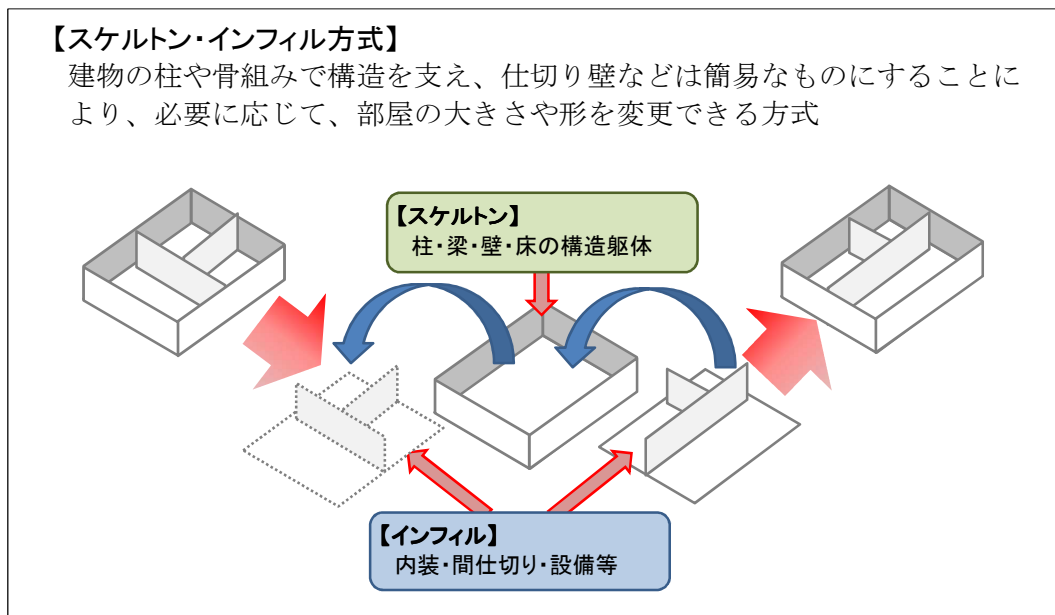 【スケルトン・インフィル方式】
建物の柱や骨組みで構造を支え、仕切り壁などは簡易なものにすることに
より、必要に応じて、部屋の大きさや形を変更できる方式
【スケルトン】
柱・梁・壁・床の構造躯体
【インフィル】
内装・間仕切り・設備等